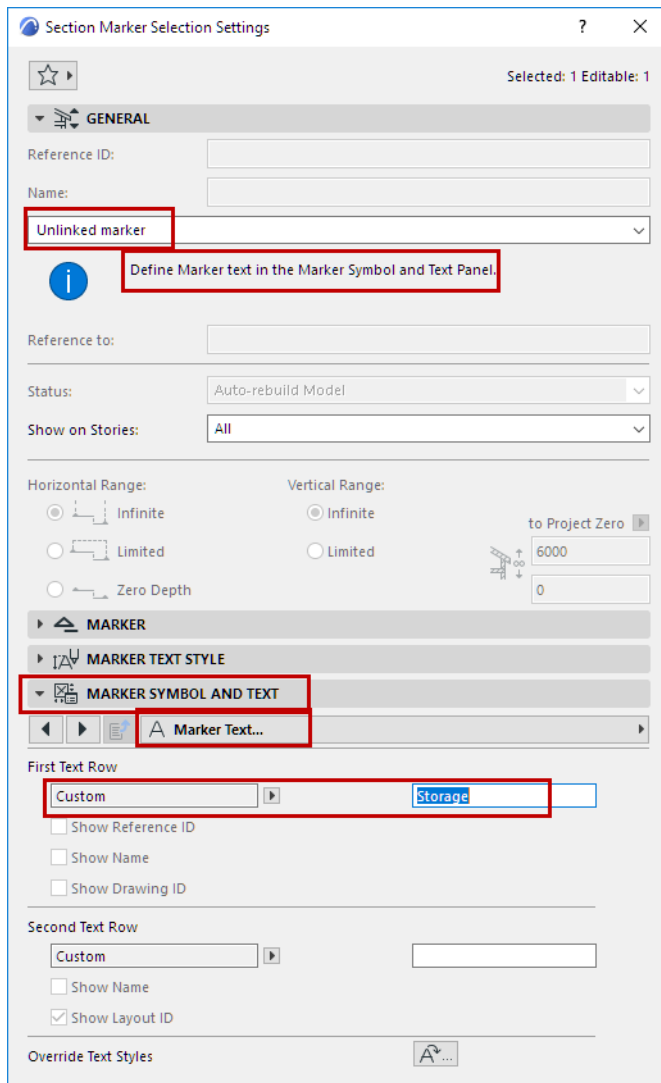 Section Marker Selection Settings ? X
Selected: 1 Editable: 1
GENERAL
Reference ID:
Name:
Unlinked marker
i Define Marker text in the Marker Symbol and Text Panel.
Reference to:
Status: Auto-rebuild Model
Show on Stories: All
Horizontal Range: Vertical Range:
Infinite Infinite
to Project Zero
Limited Limited 6000
Zero Depth 0
MARKER
MARKER TEXT STYLE
MARKER SYMBOL AND TEXT
A Marker Text...
First Text Row
Custom Storage
Show Reference ID
Show Name
Show Drawing ID
Second Text Row
Custom
Show Name
Show Layout ID
Override Text Styles A ...